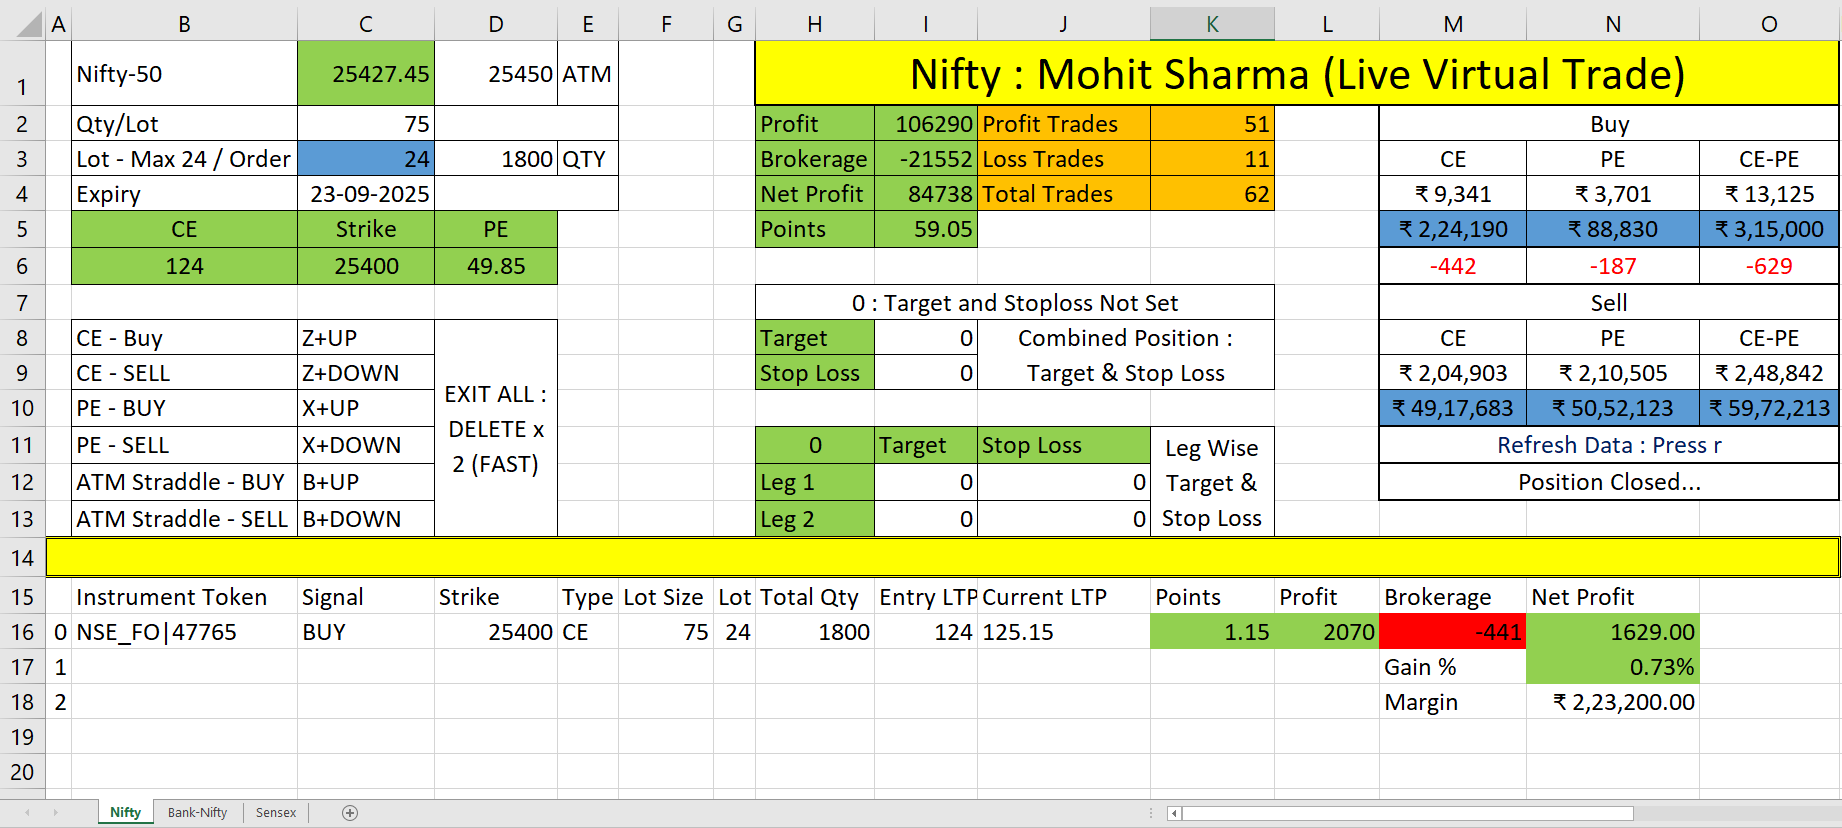 A B C D E F G H I J K L M N O
1 Nifty-50 25427.45 25450 ATM Nifty : Mohit Sharma (Live Virtual Trade)
2 Qty/Lot 75 Profit 106290 Profit Trades 51 Buy
3 Lot - Max 24 / Order 24 1800 QTY Brokerage -21552 Loss Trades 11 CE PE CE-PE
4 Expiry 23-09-2025 Net Profit 84738 Total Trades 62 ₹ 9,341 ₹ 3,701 ₹ 13,125
5 CE Strike PE Points 59.05 ₹ 2,24,190 ₹ 88,830 ₹ 3,15,000
6 124 25400 49.85 -442 -187 -629
7 0 : Target and Stoploss Not Set Sell
8 CE - Buy Z+UP Target 0 Combined Position : CE PE CE-PE
9 CE - SELL Z+DOWN Stop Loss 0 Target & Stop Loss ₹ 2,04,903 ₹ 2,10,505 ₹ 2,48,842
EXIT ALL :
10 PE - BUY X+UP ₹ 49,17,683 ₹ 50,52,123 ₹ 59,72,213
DELETE x
11 PE - SELL X+DOWN 0 Target Stop Loss Leg Wise Refresh Data : Press r
2 (FAST)
12 ATM Straddle - BUY B+UP Leg 1 0 0 Target & Position Closed...
13 ATM Straddle - SELL B+DOWN Leg 2 0 0 Stop Loss
14
15 Instrument Token Signal Strike Type Lot Size Lot Total Qty Entry LTP Current LTP Points Profit Brokerage Net Profit
16 0 NSE_FO|47765 BUY 25400 CE 75 24 1800 124 125.15 1.15 2070 -441 1629.00
17 1 Gain % 0.73%
18 2 Margin ₹ 2,23,200.00
19
20
Nifty Bank-Nifty Sensex